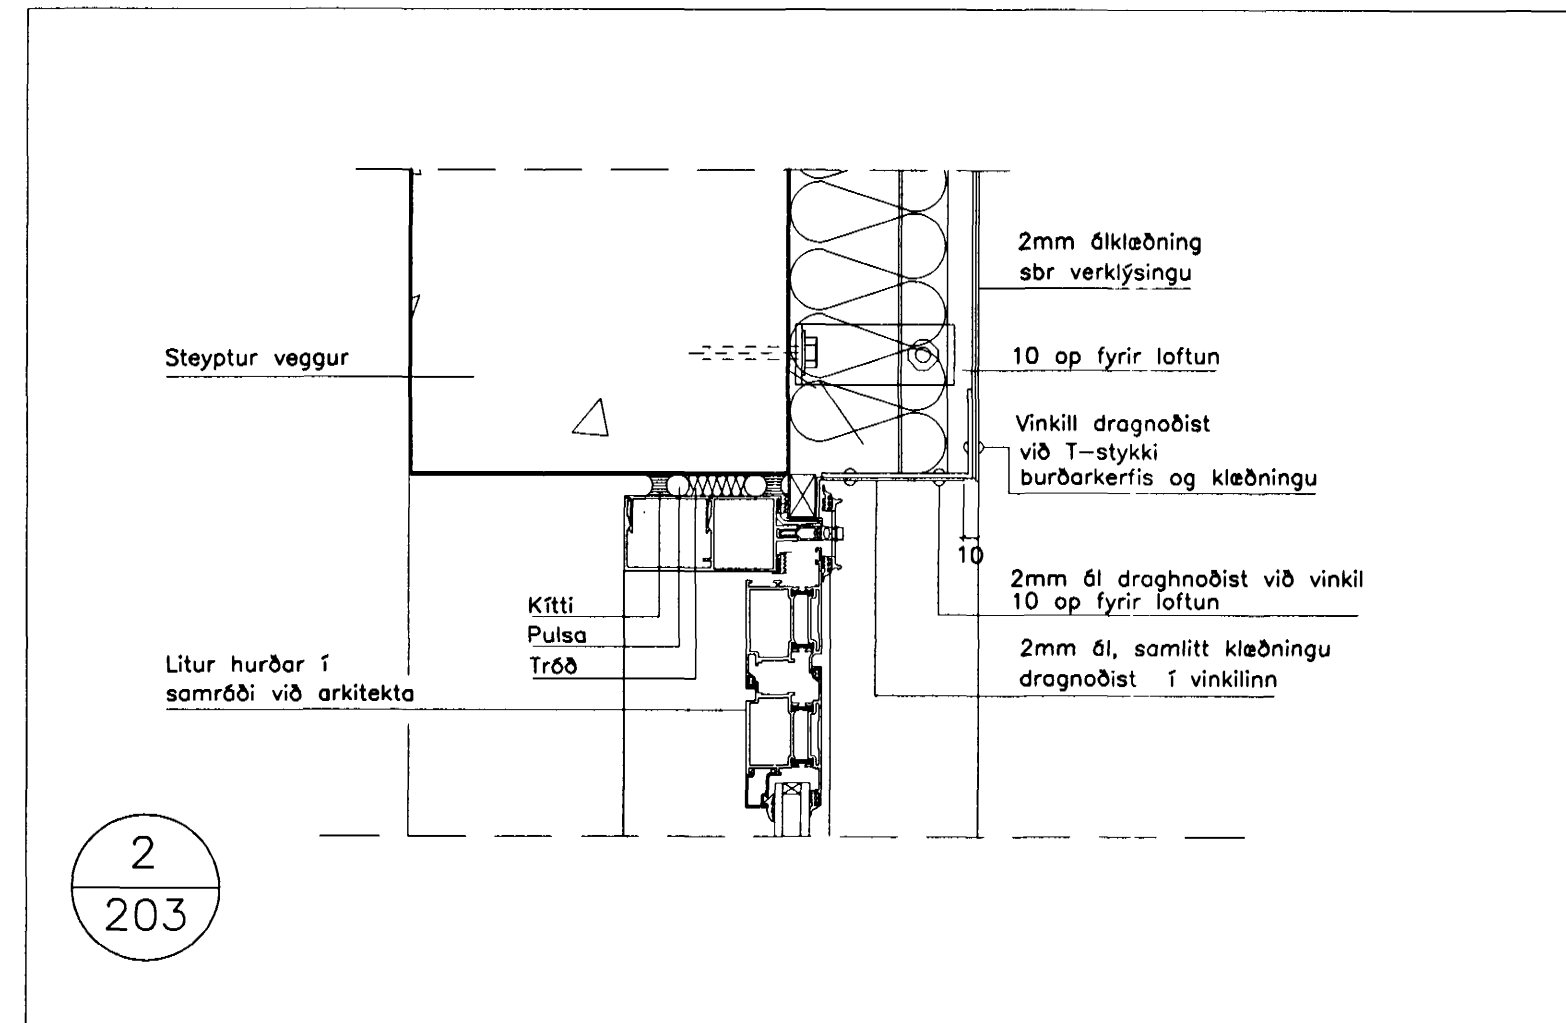 2mm álklæðning
sbr verklýsingu
Steyptur veggur
10 op fyrir loftun
Vinkill dragnoðist
við T-stykki
burðarkerfis og klæðningu
10
2mm ál draghnoðist við vinkil
10 op fyrir loftun
Kítti
Pulsa
Tróð
2mm ál, samlitt klæðningu
dragnoðist í vinkilinn
Litur hurðar í
samráði við arkitekta
2
203